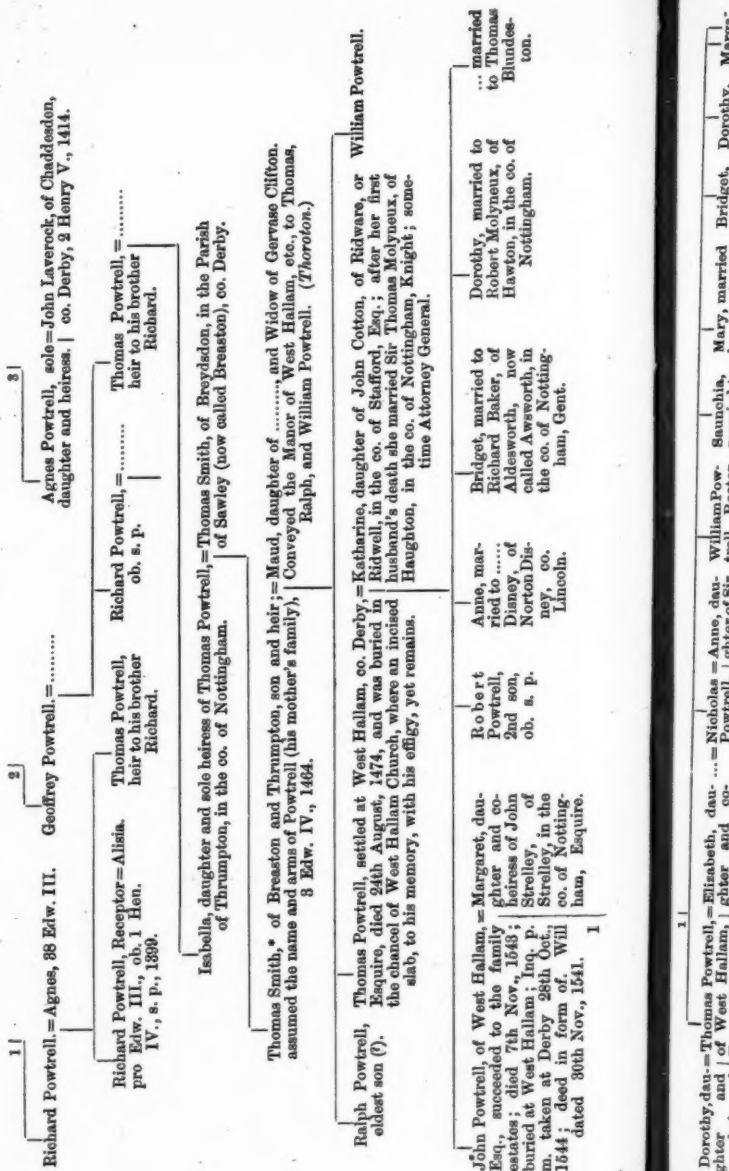 1
2
3
Richard Powtrell.=Agnes, 38 Edw. III.
Geoffrey Powtrell.=..........
Agnes Powtrell, sole=John Laverock, of Chaddesden,
daughter and heiress. | co. Derby, 2 Henry V., 1414.
Richard Powtrell, Receptor=Alisia.
pro Edw. III., ob. 1 Hen.
IV., s. p., 1399.
Thomas Powtrell,
heir to his brother
Richard.
Richard Powtrell,=..........
ob. s. p.
Thomas Powtrell,=..........
heir to his brother
Richard.
Isabella, daughter and sole heiress of Thomas Powtrell,=Thomas Smith, of Breydsdon, in the Parish
of Thrumpton, in the co. of Nottingham.
of Sawley (now called Breaston), co. Derby.
Thomas Smith,* of Breaston and Thrumpton, son and heir;=Maud, daughter of .........., and Widow of Gervase Clifton.
assumed the name and arms of Powtrell (his mother's family),
3 Edw. IV., 1464.
Conveyed the Manor of West Hallam, etc., to Thomas,
Ralph, and William Powtrell. (Thoroton.)
Ralph Powtrell,
eldest son (?).
Thomas Powtrell, settled at West Hallam, co. Derby,=Katharine, daughter of John Cotton, of Ridware, or
Esquire, died 24th August, 1474, and was buried in
the chancel of West Hallam Church, where an incised
slab, to his memory, with his effigy, yet remains.
Ridwell, in the co. of Stafford, Esq.; after her first
husband's death she married Sir Thomas Molyneux, of
Haughton, in the co. of Nottingham, Knight; some-
time Attorney General.
William Powtrell.
John Powtrell, of West Hallam,=Margaret, dau-
Esq., succeeded to the family
estates; died 7th Nov., 1543;
buried at West Hallam; Inq. p.
m. taken at Derby 28th Oct.,
1544; deed in form of. Will
dated 30th Nov., 1541.
ghter and co-
heiress of John
Strelley, of
Strelley, in the
co. of Notting-
ham, Esquire.
1
Robert
Powtrell,
2nd son,
ob. s. p.
Anne, mar-
ried to ......
Disney, of
Norton Dis-
ney, co.
Lincoln.
Bridget, married to
Richard Baker, of
Aldesworth, now
called Awsworth, in
the co. of Notting-
ham, Gent.
Dorothy, married to
Robert Molyneux, of
Hawton, in the co. of
Nottingham.
... married
to Thomas
Blundes-
ton.
1
Dorothy, dau-=Thomas Powtrell,=Elizabeth, dau-
ghter and | of West Hallam, | ghter and co-
...=Nicholas=Anne, dau-
Powtrell, | ghter of Sir
William Pow-
Saunchia,
Mary, married
Bridget,
Dorothy,